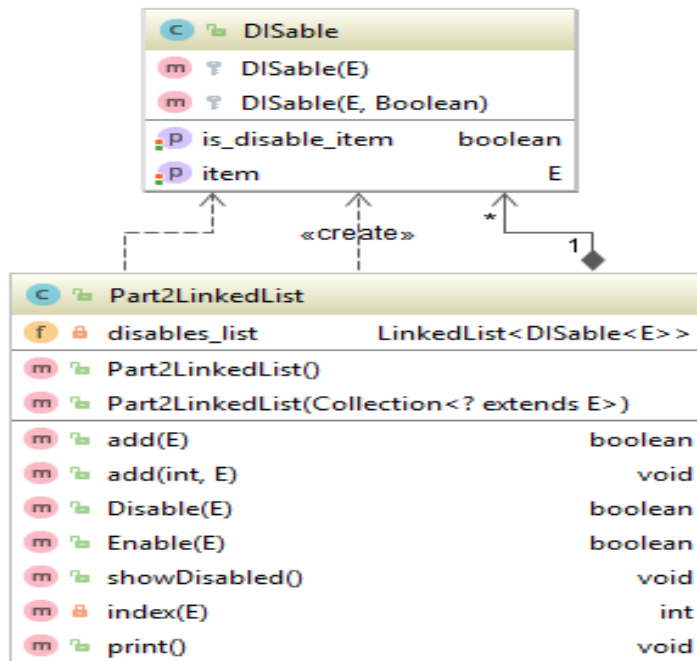 C DISable
m DISable(E)
m DISable(E, Boolean)
P is_disable_item boolean
P item E
«create»
*
1
C Part2LinkedList
f disables_list LinkedList<DISable<E>>
m Part2LinkedList()
m Part2LinkedList(Collection<? extends E>)
m add(E) boolean
m add(int, E) void
m Disable(E) boolean
m Enable(E) boolean
m showDisabled() void
m index(E) int
m print() void